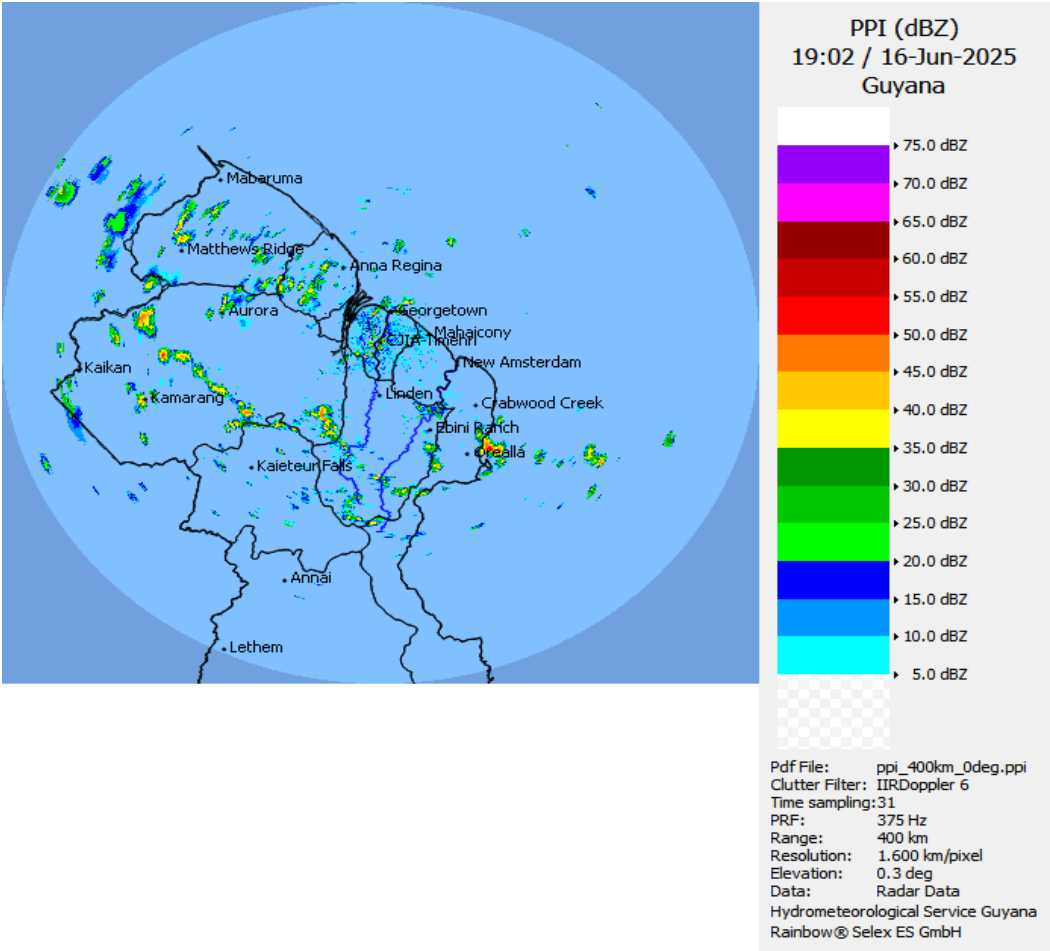 PPI (dBZ)
19:02 / 16-Jun-2025
Guyana
75.0 dBZ
70.0 dBZ
65.0 dBZ
60.0 dBZ
55.0 dBZ
50.0 dBZ
45.0 dBZ
40.0 dBZ
35.0 dBZ
30.0 dBZ
25.0 dBZ
20.0 dBZ
15.0 dBZ
10.0 dBZ
5.0 dBZ
Mabaruma
Matthews Ridge
Anna Regina
Aurora
Georgetown
Mahaicony
CJIA-Timehri
New Amsterdam
Kaikan
Linden
Kamarang
Crabwood Creek
Ebini Ranch
Orealla
Kaieteur Falls
Annai
Lethem
Pdf File: ppi_400km_0deg.ppi
Clutter Filter: IIRDoppler 6
Time sampling:31
PRF: 375 Hz
Range: 400 km
Resolution: 1.600 km/pixel
Elevation: 0.3 deg
Data: Radar Data
Hydrometeorological Service Guyana
Rainbow® Selex ES GmbH